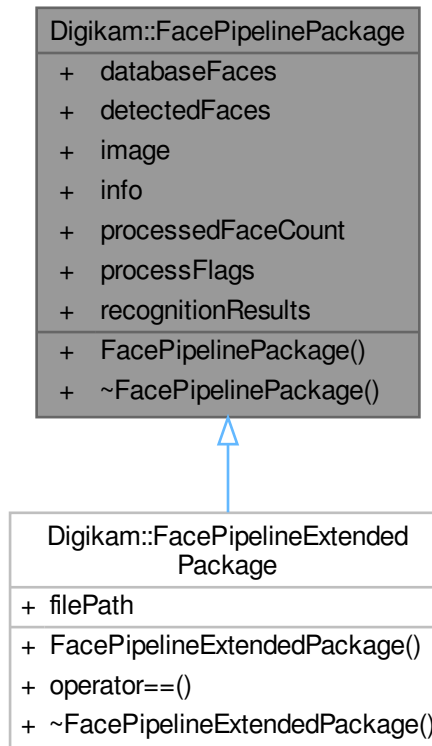 Digikam::FacePipelinePackage
+ databaseFaces
+ detectedFaces
+ image
+ info
+ processedFaceCount
+ processFlags
+ recognitionResults
+ FacePipelinePackage()
+ ~FacePipelinePackage()
Digikam::FacePipelineExtended
Package
+ filePath
+ FacePipelineExtendedPackage()
+ operator==()
+ ~FacePipelineExtendedPackage()